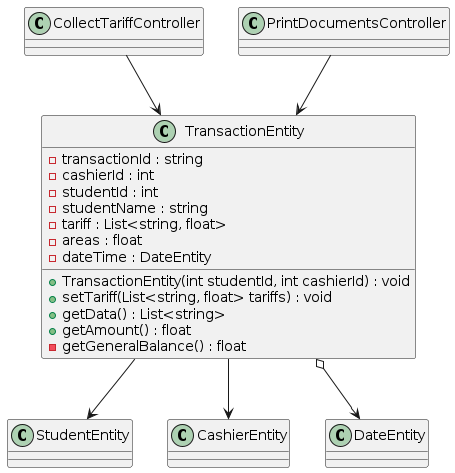 C CollectTariffController
C PrintDocumentsController
C TransactionEntity
transactionId : string
cashierId : int
studentId : int
studentName : string
tariff : List<string, float>
areas : float
dateTime : DateEntity
TransactionEntity(int studentId, int cashierId) : void
setTariff(List<string, float> tariffs) : void
getData() : List<string>
getAmount() : float
getGeneralBalance() : float
C StudentEntity
C CashierEntity
C DateEntity